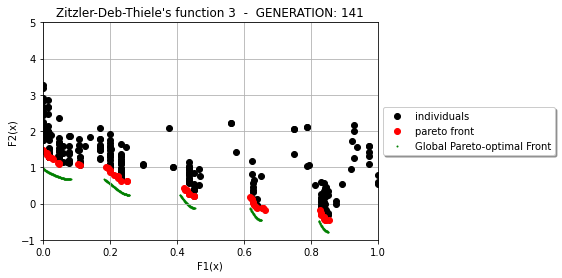 Zitzler-Deb-Thiele's function 3 - GENERATION: 141
5
4
3
2
1
0
−1
F2(x)
0.0 0.2 0.4 0.6 0.8 1.0
F1(x)
individuals
pareto front
Global Pareto-optimal Front